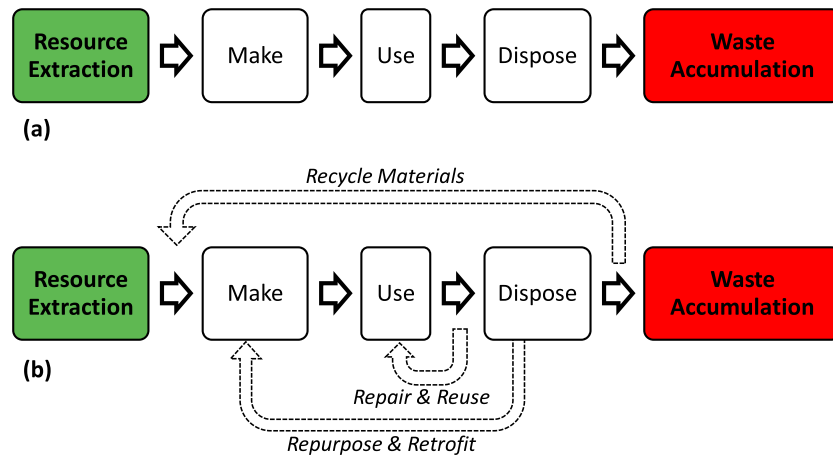 Resource
Extraction
Make
Use
Dispose
Waste
Accumulation
(a)
Recycle Materials
Resource
Extraction
Make
Use
Dispose
Waste
Accumulation
(b)
Repair & Reuse
Repurpose & Retrofit